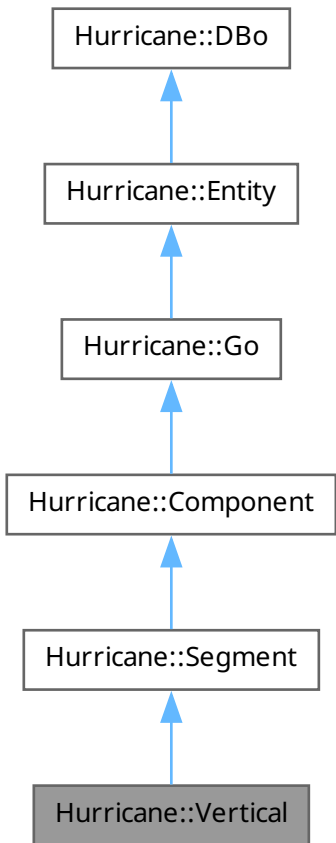 Hurricane::DBo
Hurricane::Entity
Hurricane::Go
Hurricane::Component
Hurricane::Segment
Hurricane::Vertical